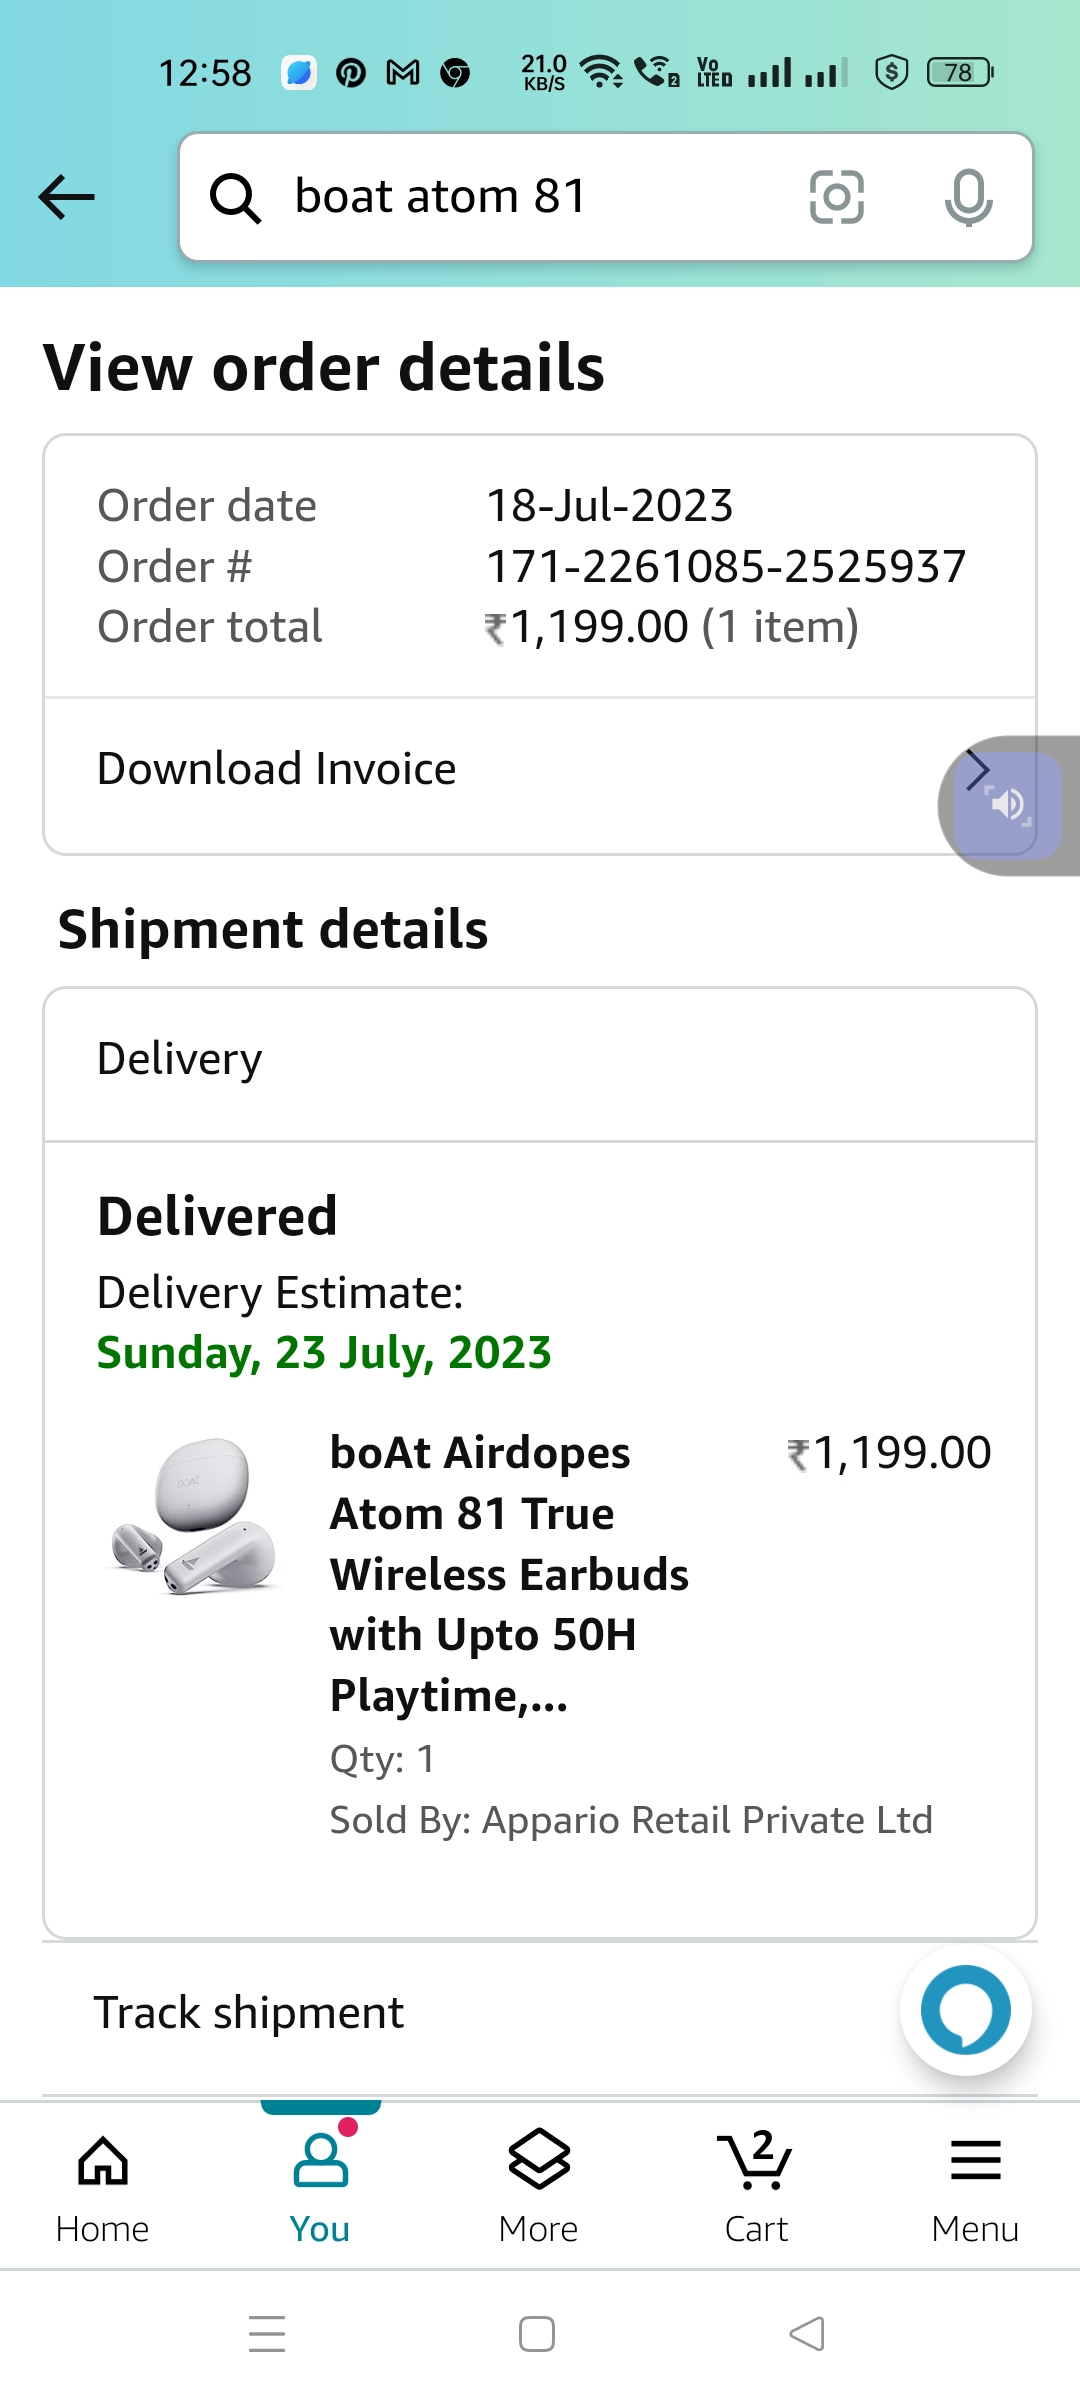 12:58 21.0 KB/S 2 Vo LTE 78
boat atom 81
View order details
Order date 18-Jul-2023
Order # 171-2261085-2525937
Order total ₹1,199.00 (1 item)
Download Invoice
Shipment details
Delivery
Delivered
Delivery Estimate:
Sunday, 23 July, 2023
boAt Airdopes ₹1,199.00
Atom 81 True
Wireless Earbuds
with Upto 50H
Playtime,...
Qty: 1
Sold By: Appario Retail Private Ltd
Track shipment
2
Home You More Cart Menu